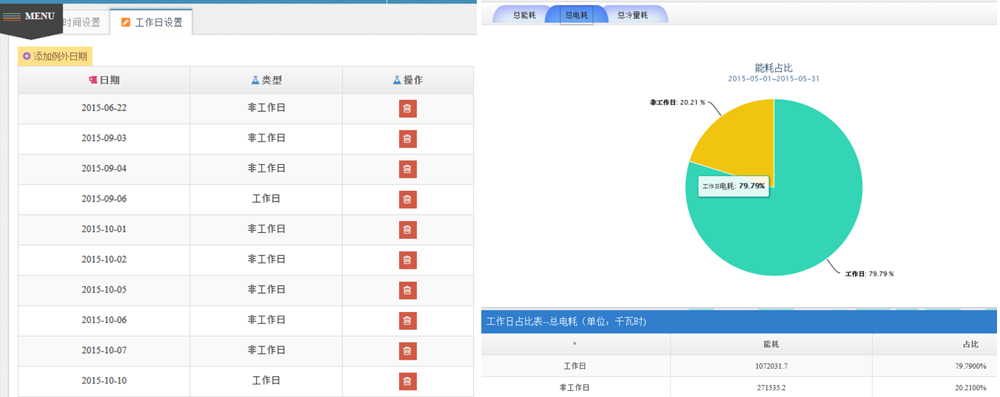 MENU
时间设置
工作日设置
添加例外日期
日期 类型 操作
2015-06-22 非工作日
2015-09-03 非工作日
2015-09-04 非工作日
2015-09-06 工作日
2015-10-01 非工作日
2015-10-02 非工作日
2015-10-05 非工作日
2015-10-06 非工作日
2015-10-07 非工作日
2015-10-10 工作日
总能耗 总电耗 总冷量耗
能耗占比
2015-05-01~2015-05-31
非工作日: 20.21 %
工作日电耗: 79.79%
工作日: 79.79 %
工作日占比表--总电耗（单位：千瓦时)
* 能耗 占比
工作日 1072031.7 79.7900%
非工作日 271535.2 20.2100%